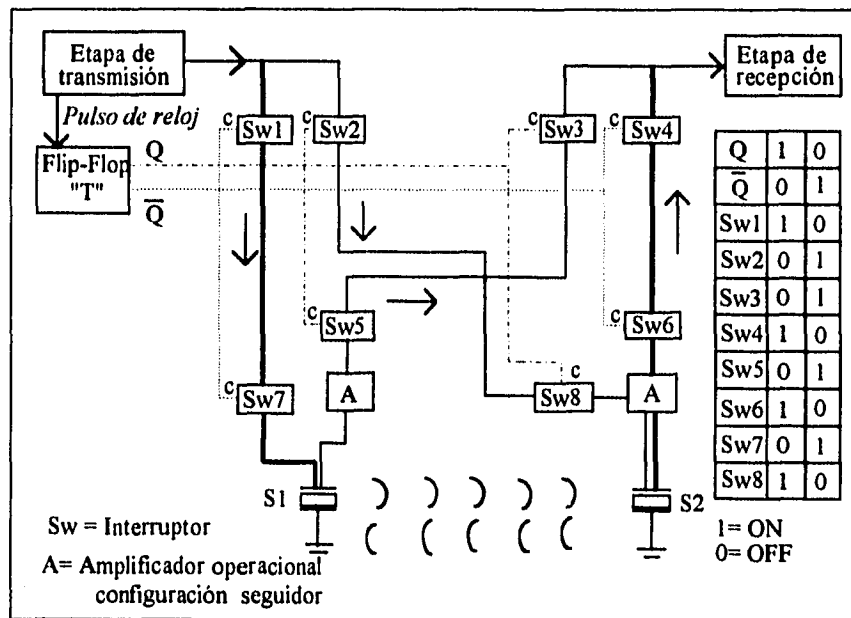 Etapa de
transmisión
Etapa de
recepción
Pulso de reloj
c
Sw1
c
Sw2
c
Sw3
c
Sw4
Flip-Flop
"T"
Q
Q̅
c
Sw5
c
Sw6
c
Sw7
A
c
Sw8
A
S1
S2
Sw = Interruptor
A= Amplificador operacional
configuración seguidor
Q 1 0
Q̅ 0 1
Sw1 1 0
Sw2 0 1
Sw3 0 1
Sw4 1 0
Sw5 0 1
Sw6 1 0
Sw7 0 1
Sw8 1 0
1= ON
0= OFF